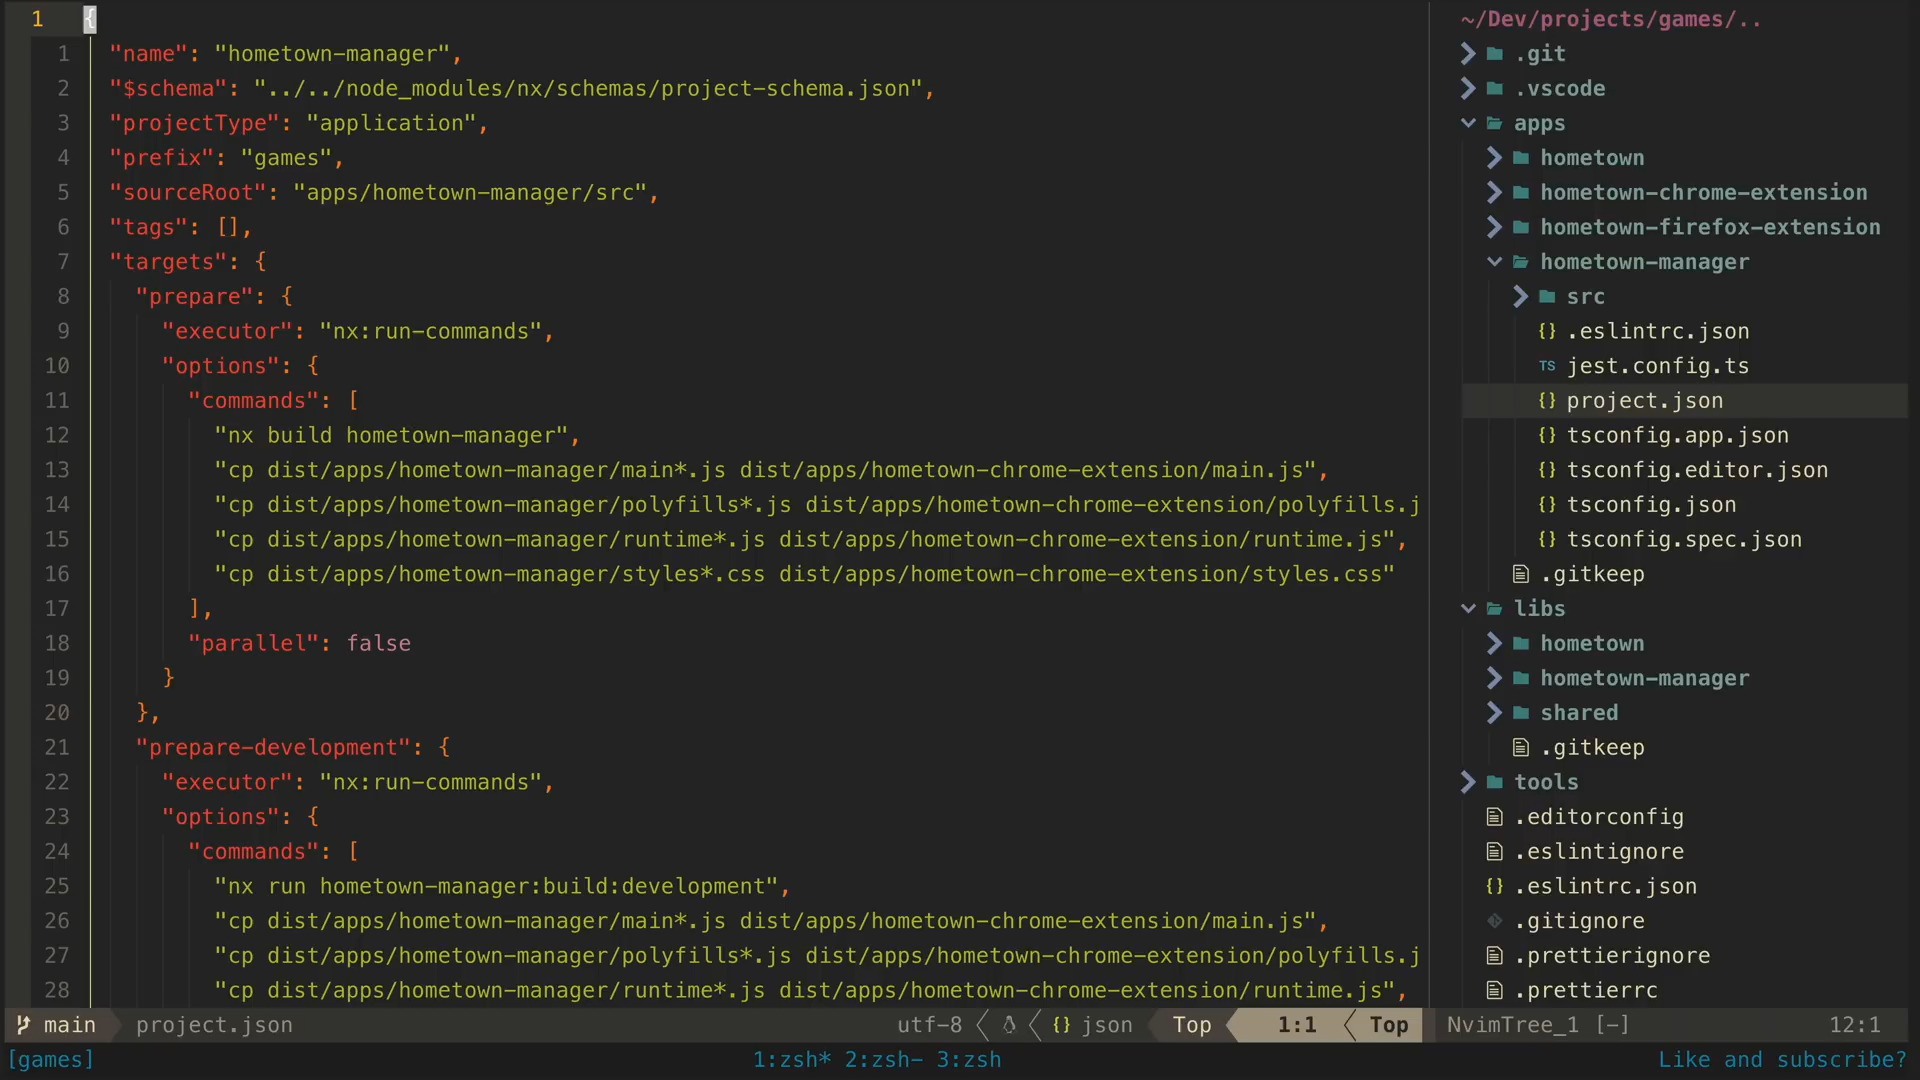 1 {
1 "name": "hometown-manager",
2 "$schema": "../../node_modules/nx/schemas/project-schema.json",
3 "projectType": "application",
4 "prefix": "games",
5 "sourceRoot": "apps/hometown-manager/src",
6 "tags": [],
7 "targets": {
8 "prepare": {
9 "executor": "nx:run-commands",
10 "options": {
11 "commands": [
12 "nx build hometown-manager",
13 "cp dist/apps/hometown-manager/main*.js dist/apps/hometown-chrome-extension/main.js",
14 "cp dist/apps/hometown-manager/polyfills*.js dist/apps/hometown-chrome-extension/polyfills.j
15 "cp dist/apps/hometown-manager/runtime*.js dist/apps/hometown-chrome-extension/runtime.js",
16 "cp dist/apps/hometown-manager/styles*.css dist/apps/hometown-chrome-extension/styles.css"
17 ],
18 "parallel": false
19 }
20 },
21 "prepare-development": {
22 "executor": "nx:run-commands",
23 "options": {
24 "commands": [
25 "nx run hometown-manager:build:development",
26 "cp dist/apps/hometown-manager/main*.js dist/apps/hometown-chrome-extension/main.js",
27 "cp dist/apps/hometown-manager/polyfills*.js dist/apps/hometown-chrome-extension/polyfills.j
28 "cp dist/apps/hometown-manager/runtime*.js dist/apps/hometown-chrome-extension/runtime.js",
~/Dev/projects/games/..
.git
.vscode
apps
hometown
hometown-chrome-extension
hometown-firefox-extension
hometown-manager
src
{} .eslintrc.json
TS jest.config.ts
{} project.json
{} tsconfig.app.json
{} tsconfig.editor.json
{} tsconfig.json
{} tsconfig.spec.json
.gitkeep
libs
hometown
hometown-manager
shared
.gitkeep
tools
.editorconfig
.eslintignore
{} .eslintrc.json
.gitignore
.prettierignore
.prettierrc
main project.json utf-8 {} json Top 1:1 Top NvimTree_1 [-] 12:1
[games] 1:zsh* 2:zsh- 3:zsh Like and subscribe?